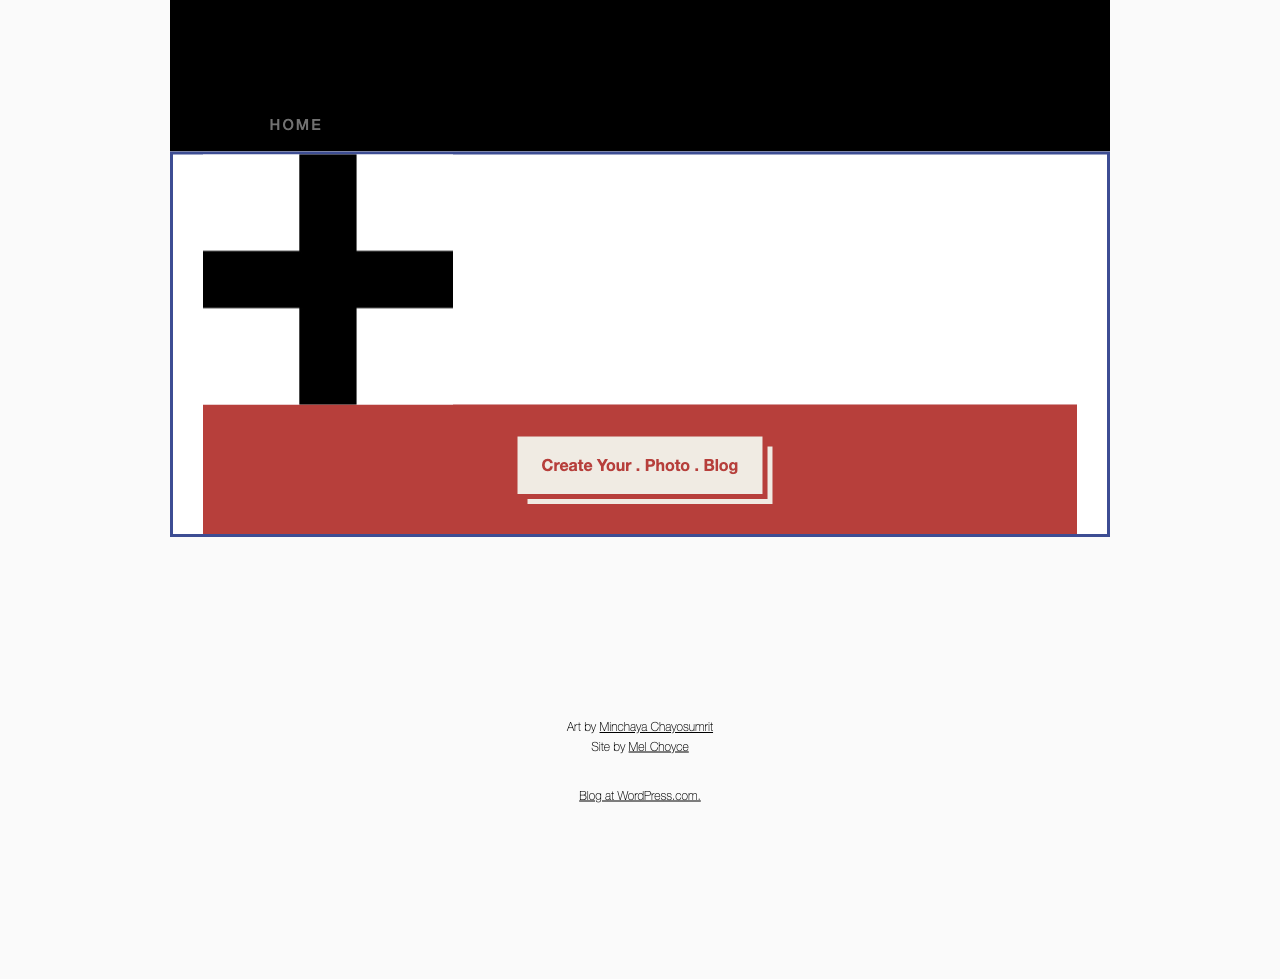 HOME
Create Your . Photo . Blog
Art by Minchaya Chayosumrit
Site by Mel Choyce
Blog at WordPress.com.